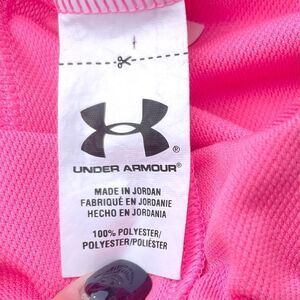 UNDER ARMOUR®
MADE IN JORDAN
FABRIQUÉ EN JORDANIE
HECHO EN JORDANIA
100% POLYESTER/
POLYESTER/POLIÉSTER